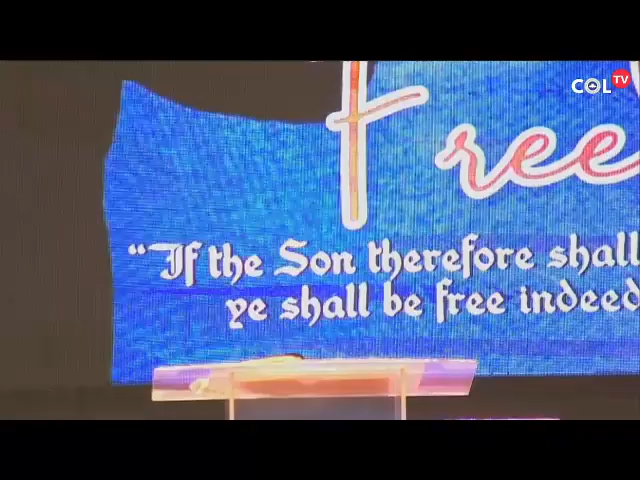 COL TV
Free
"If the Son therefore shall
ye shall be free indeed